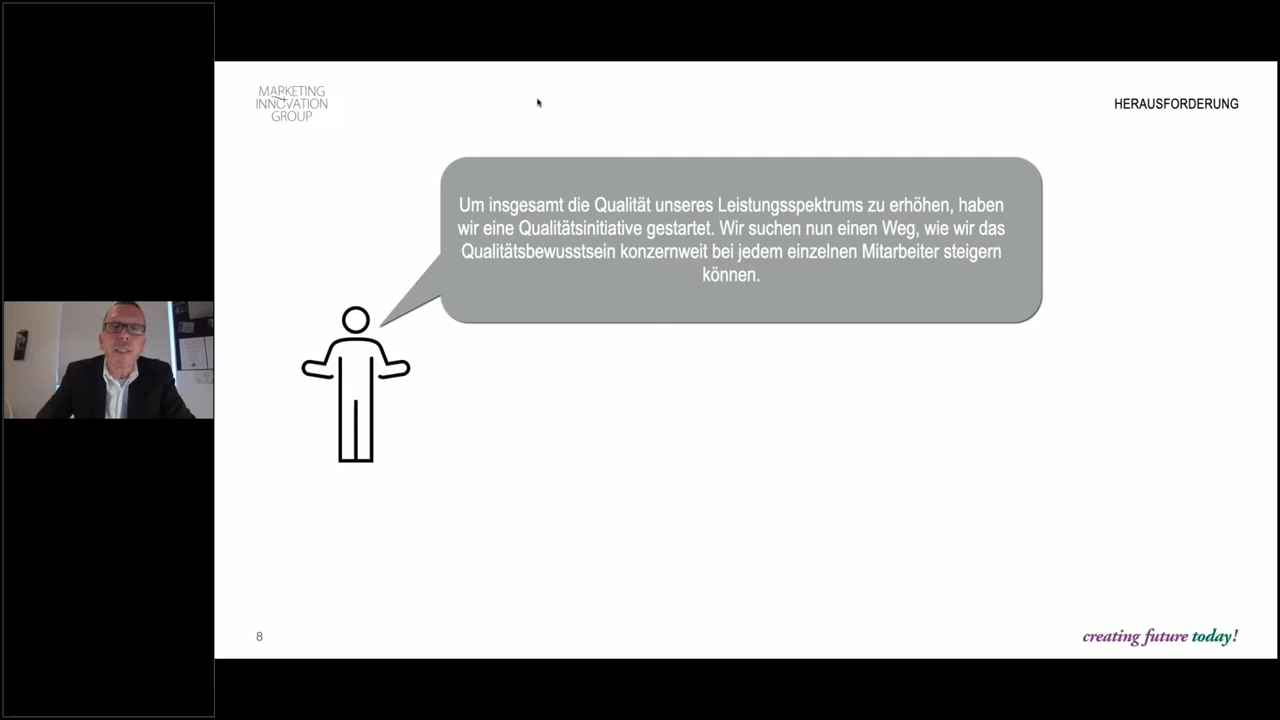 MARKETING
INNOVATION
GROUP
HERAUSFORDERUNG
Um insgesamt die Qualität unseres Leistungsspektrums zu erhöhen, haben
wir eine Qualitätsinitiative gestartet. Wir suchen nun einen Weg, wie wir das
Qualitätsbewusstsein konzernweit bei jedem einzelnen Mitarbeiter steigern
können.
8
creating future today!